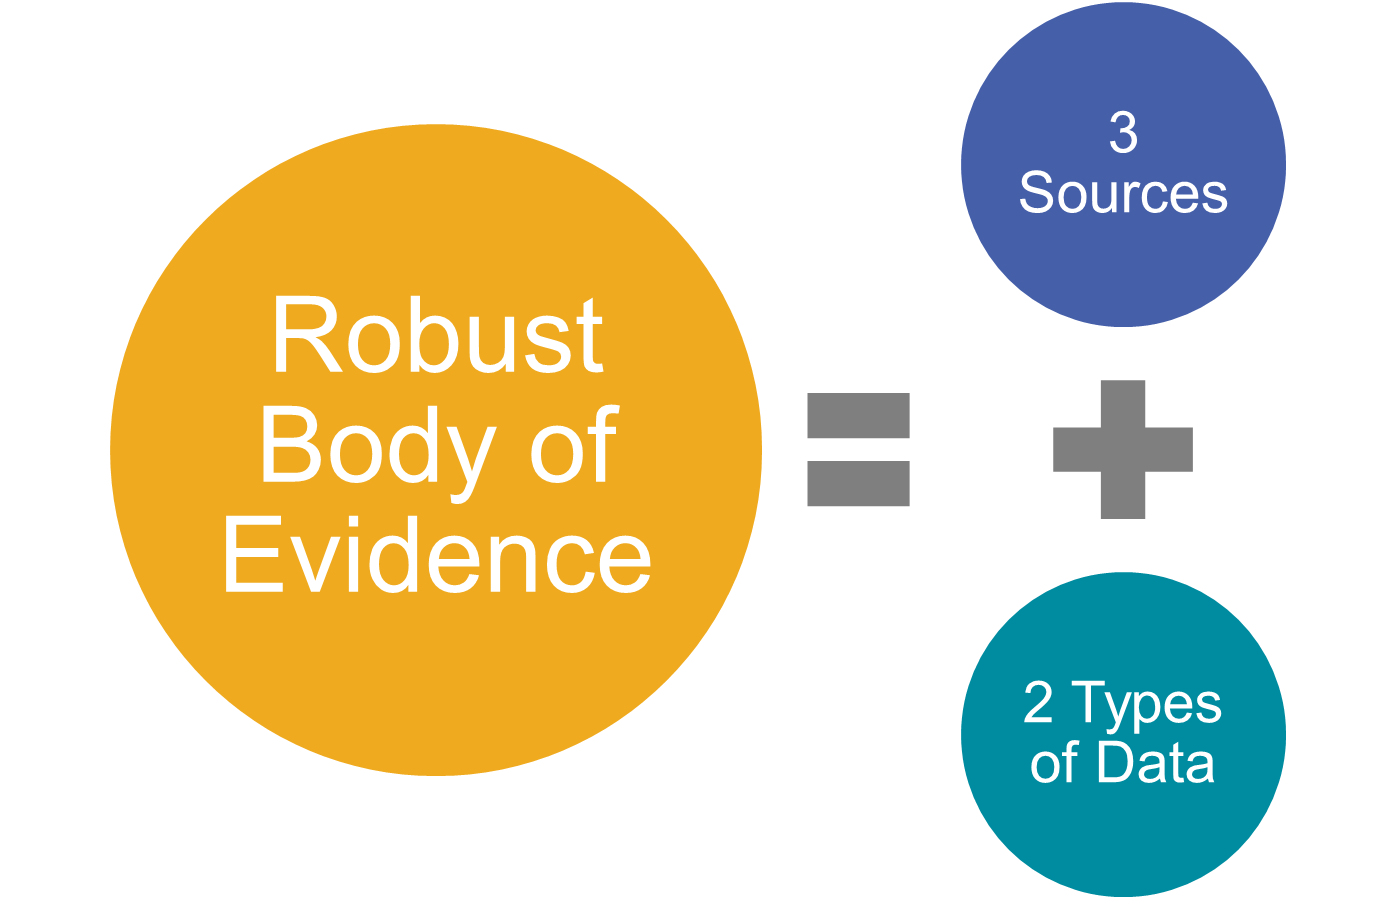 Robust
Body of
Evidence
3
Sources
2 Types
of Data